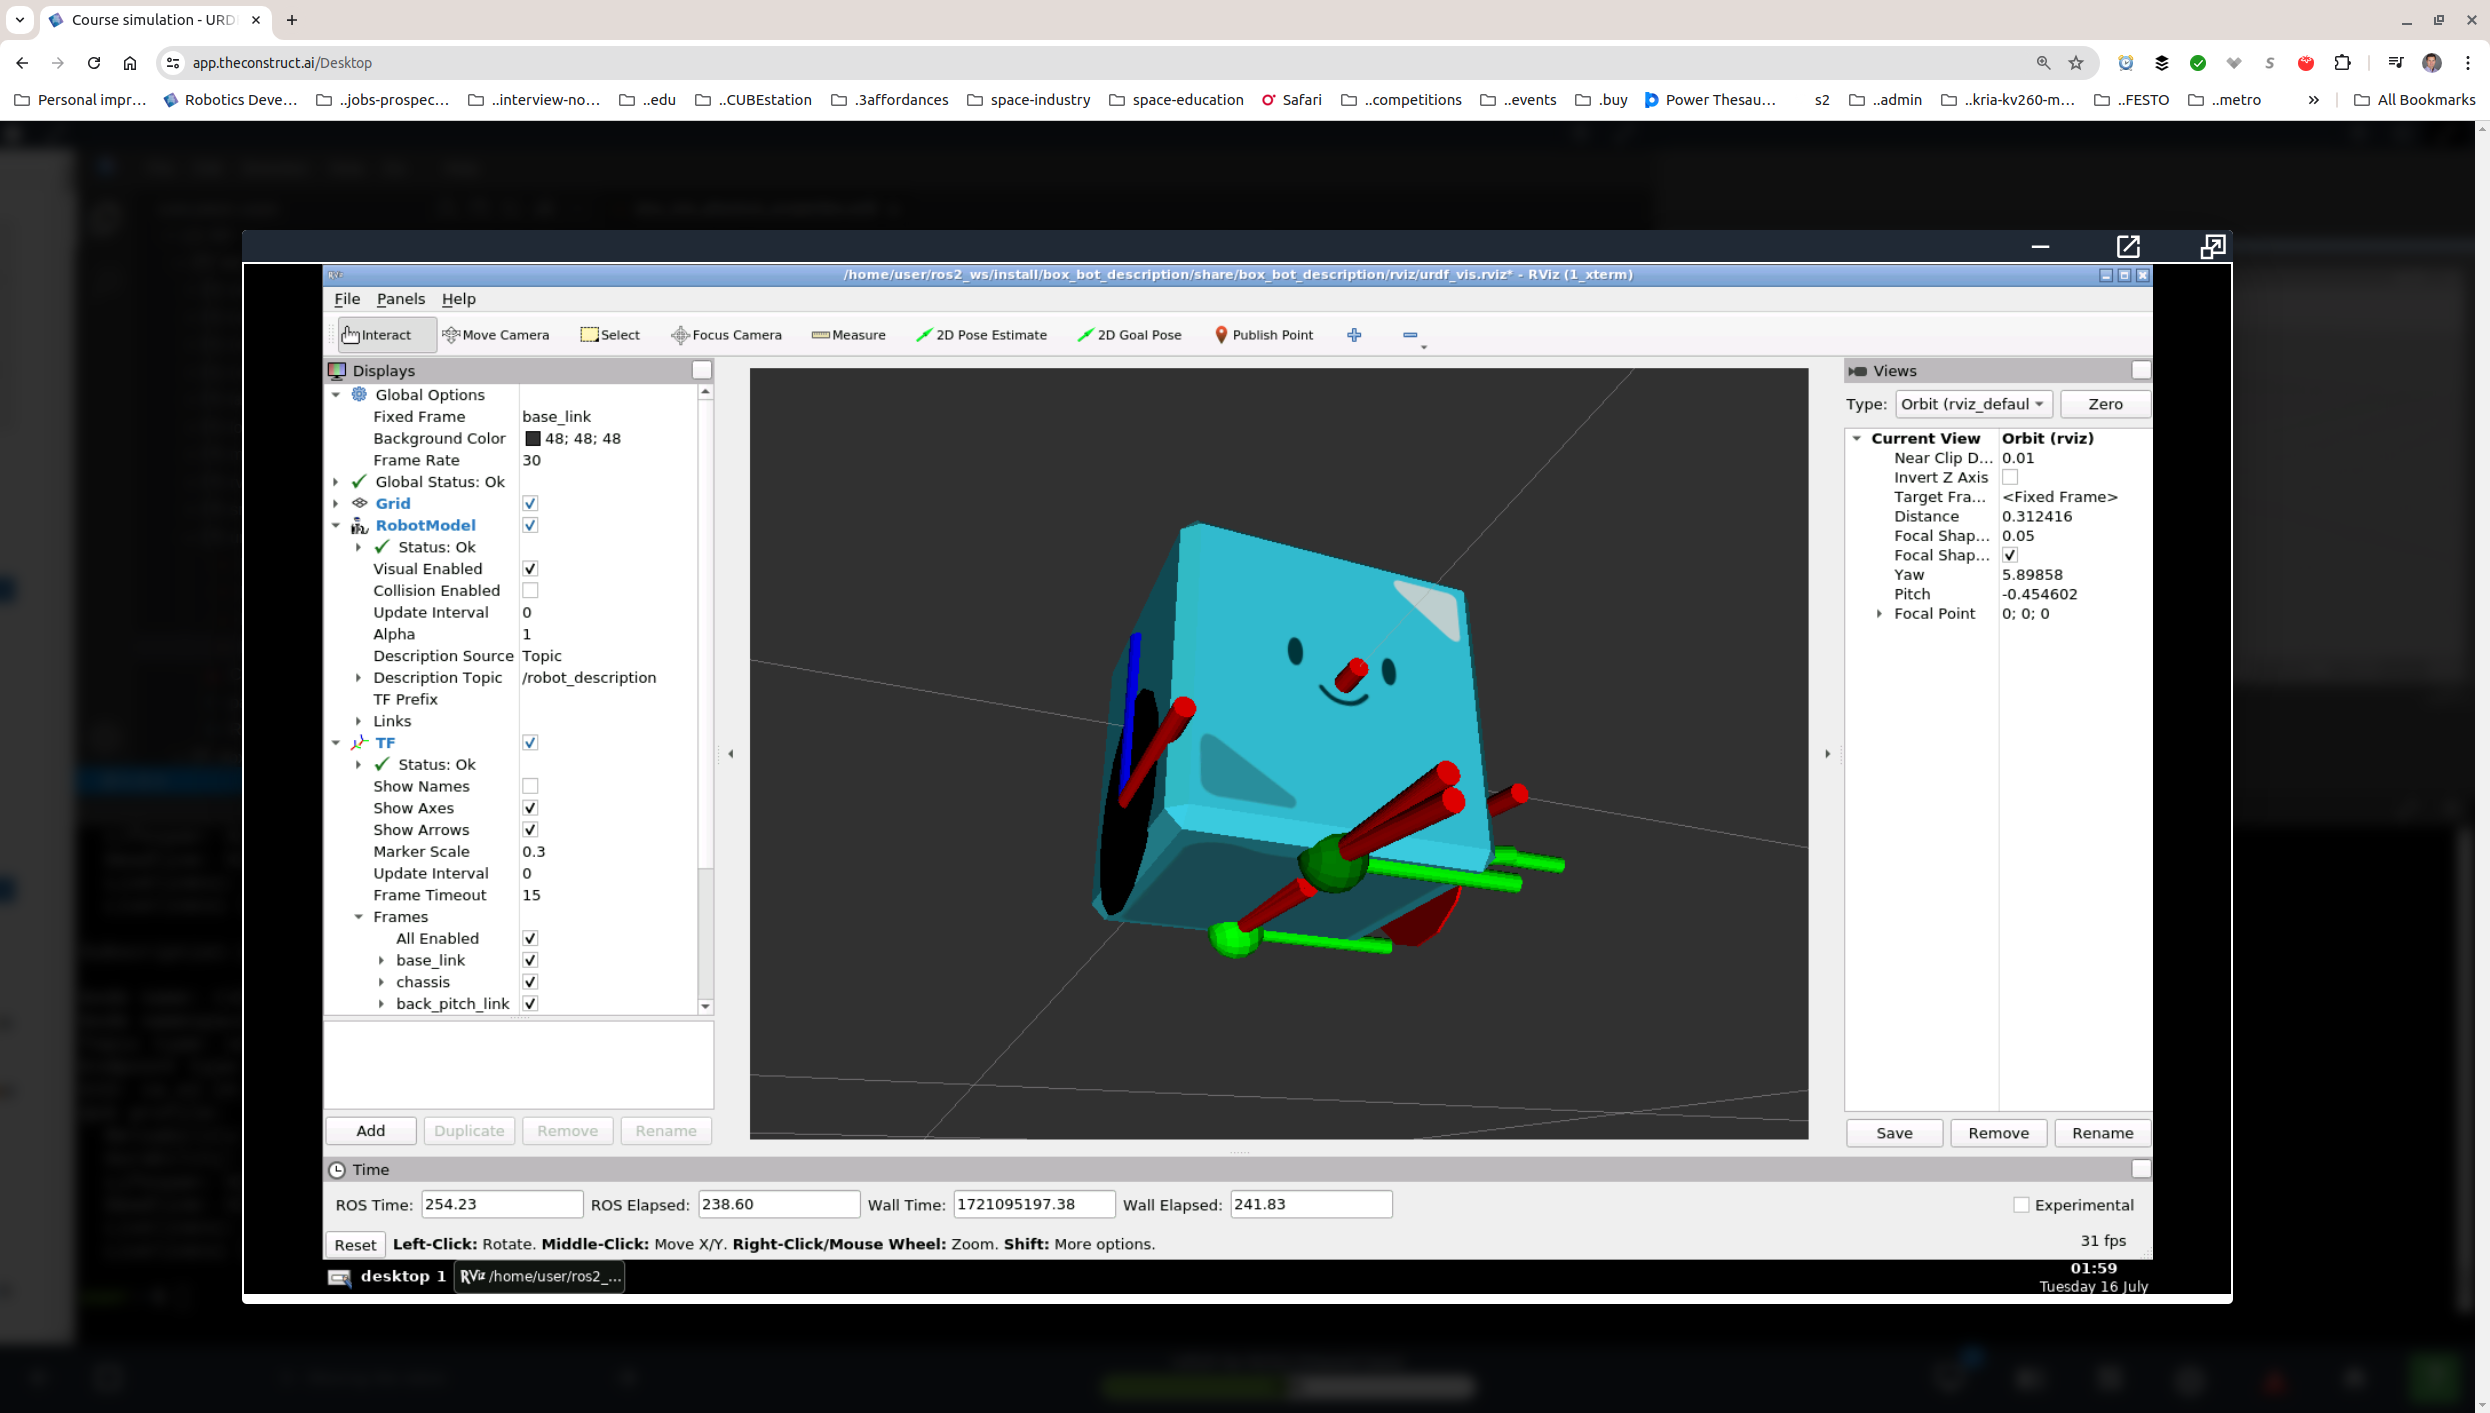 Course simulation - URD
app.theconstruct.ai/Desktop
Personal impr... Robotics Deve... ..jobs-prospec... ..interview-no... ..edu ..CUBEstation .3affordances space-industry space-education Safari ..competitions ..events .buy Power Thesau... s2 ..admin ..kria-kv260-m... ..FESTO ..metro » All Bookmarks
/home/user/ros2_ws/install/box_bot_description/share/box_bot_description/rviz/urdf_vis.rviz* - RViz (1_xterm)
File Panels Help
Interact Move Camera Select Focus Camera Measure 2D Pose Estimate 2D Goal Pose Publish Point
Displays
Global Options
Fixed Frame base_link
Background Color 48; 48; 48
Frame Rate 30
Global Status: Ok
Grid
RobotModel
Status: Ok
Visual Enabled
Collision Enabled
Update Interval 0
Alpha 1
Description Source Topic
Description Topic /robot_description
TF Prefix
Links
TF
Status: Ok
Show Names
Show Axes
Show Arrows
Marker Scale 0.3
Update Interval 0
Frame Timeout 15
Frames
All Enabled
base_link
chassis
back_pitch_link
Add Duplicate Remove Rename
Views
Type: Orbit (rviz_defaul Zero
Current View Orbit (rviz)
Near Clip D... 0.01
Invert Z Axis
Target Fra... <Fixed Frame>
Distance 0.312416
Focal Shap... 0.05
Focal Shap...
Yaw 5.89858
Pitch -0.454602
Focal Point 0; 0; 0
Save Remove Rename
Time
ROS Time: 254.23 ROS Elapsed: 238.60 Wall Time: 1721095197.38 Wall Elapsed: 241.83 Experimental
Reset Left-Click: Rotate. Middle-Click: Move X/Y. Right-Click/Mouse Wheel: Zoom. Shift: More options. 31 fps
desktop 1 RViz /home/user/ros2_... 01:59
Tuesday 16 July